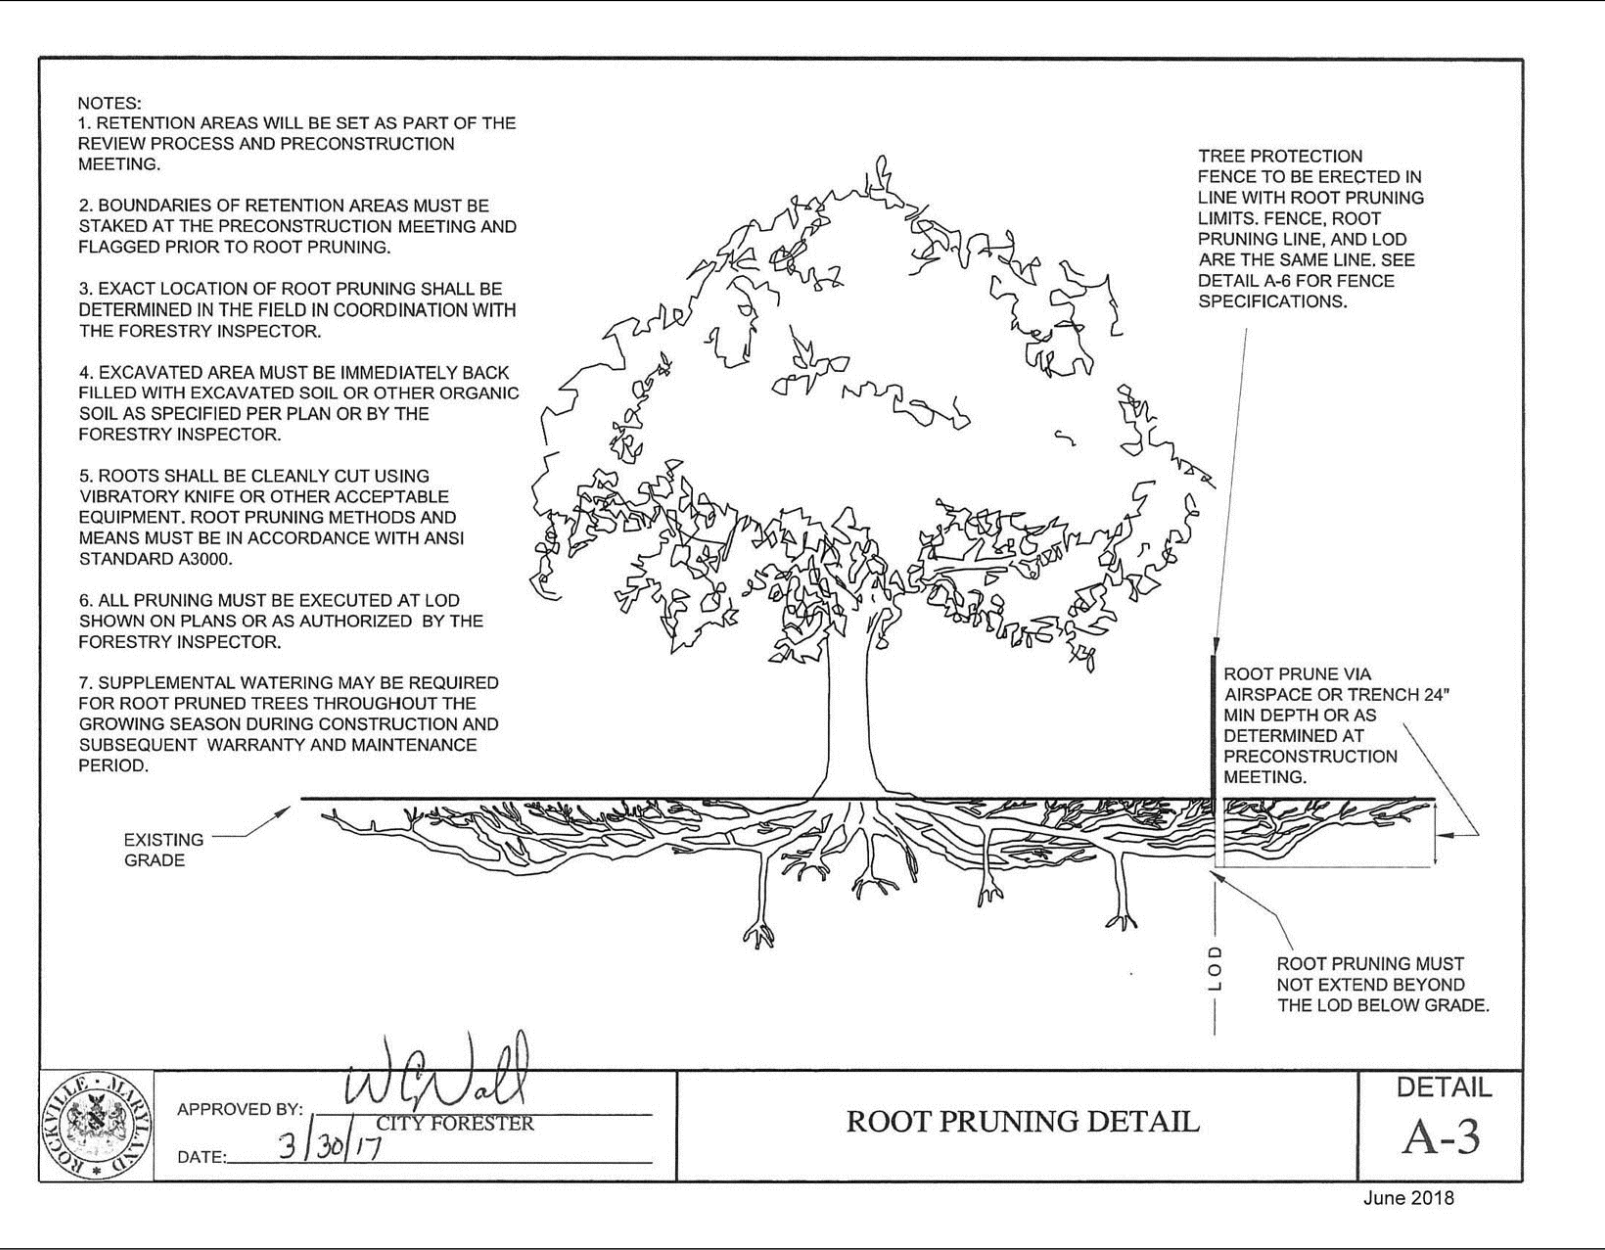 NOTES:
1. RETENTION AREAS WILL BE SET AS PART OF THE
REVIEW PROCESS AND PRECONSTRUCTION
MEETING.
2. BOUNDARIES OF RETENTION AREAS MUST BE
STAKED AT THE PRECONSTRUCTION MEETING AND
FLAGGED PRIOR TO ROOT PRUNING.
3. EXACT LOCATION OF ROOT PRUNING SHALL BE
DETERMINED IN THE FIELD IN COORDINATION WITH
THE FORESTRY INSPECTOR.
4. EXCAVATED AREA MUST BE IMMEDIATELY BACK
FILLED WITH EXCAVATED SOIL OR OTHER ORGANIC
SOIL AS SPECIFIED PER PLAN OR BY THE
FORESTRY INSPECTOR.
5. ROOTS SHALL BE CLEANLY CUT USING
VIBRATORY KNIFE OR OTHER ACCEPTABLE
EQUIPMENT. ROOT PRUNING METHODS AND
MEANS MUST BE IN ACCORDANCE WITH ANSI
STANDARD A3000.
6. ALL PRUNING MUST BE EXECUTED AT LOD
SHOWN ON PLANS OR AS AUTHORIZED BY THE
FORESTRY INSPECTOR.
7. SUPPLEMENTAL WATERING MAY BE REQUIRED
FOR ROOT PRUNED TREES THROUGHOUT THE
GROWING SEASON DURING CONSTRUCTION AND
SUBSEQUENT WARRANTY AND MAINTENANCE
PERIOD.
TREE PROTECTION
FENCE TO BE ERECTED IN
LINE WITH ROOT PRUNING
LIMITS. FENCE, ROOT
PRUNING LINE, AND LOD
ARE THE SAME LINE. SEE
DETAIL A-6 FOR FENCE
SPECIFICATIONS.
ROOT PRUNE VIA
AIRSPACE OR TRENCH 24"
MIN DEPTH OR AS
DETERMINED AT
PRECONSTRUCTION
MEETING.
EXISTING
GRADE
LOD
ROOT PRUNING MUST
NOT EXTEND BEYOND
THE LOD BELOW GRADE.
ROCKVILLE MARYLAND
APPROVED BY:
CITY FORESTER
DATE: 3/30/17
ROOT PRUNING DETAIL
DETAIL
A-3
June 2018